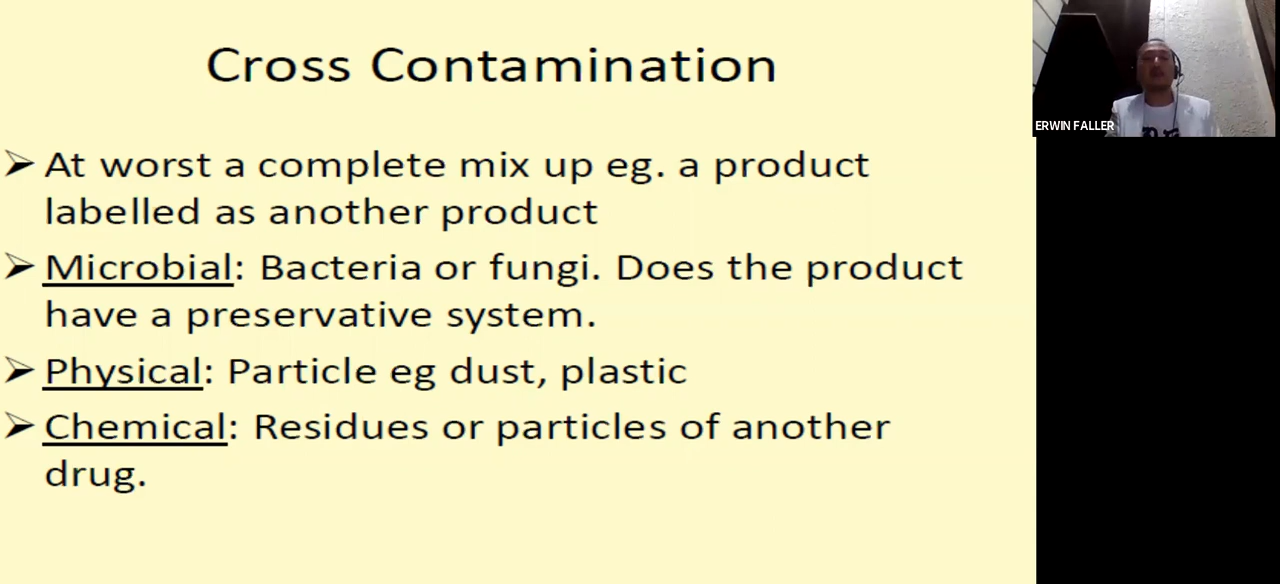 Cross Contamination
➢ At worst a complete mix up eg. a product
labelled as another product
➢ Microbial: Bacteria or fungi. Does the product
have a preservative system.
➢ Physical: Particle eg dust, plastic
➢ Chemical: Residues or particles of another
drug.
ERWIN FALLER